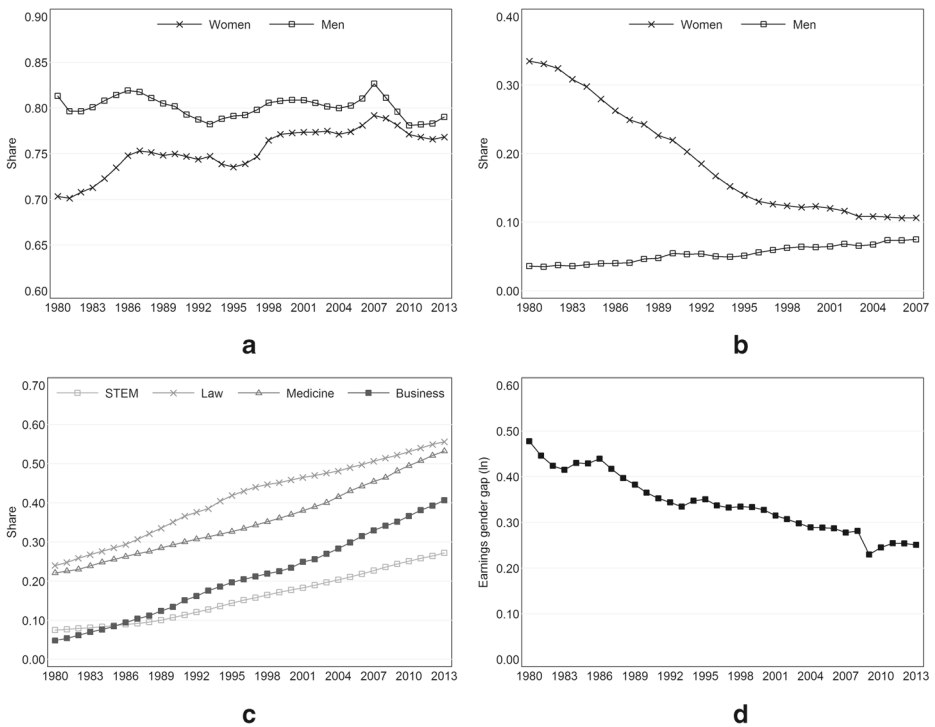 Women Men
0.90
0.85
0.80
0.75
0.70
0.65
0.60
Share
1980 1983 1986 1989 1992 1995 1998 2001 2004 2007 2010 2013
a
Women Men
0.40
0.30
0.20
0.10
0.00
Share
1980 1983 1986 1989 1992 1995 1998 2001 2004 2007
b
STEM Law Medicine Business
0.70
0.60
0.50
0.40
0.30
0.20
0.10
0.00
Share
1980 1983 1986 1989 1992 1995 1998 2001 2004 2007 2010 2013
c
0.60
0.50
0.40
0.30
0.20
0.10
0.00
Earnings gender gap (ln)
1980 1983 1986 1989 1992 1995 1998 2001 2004 2007 2010 2013
d